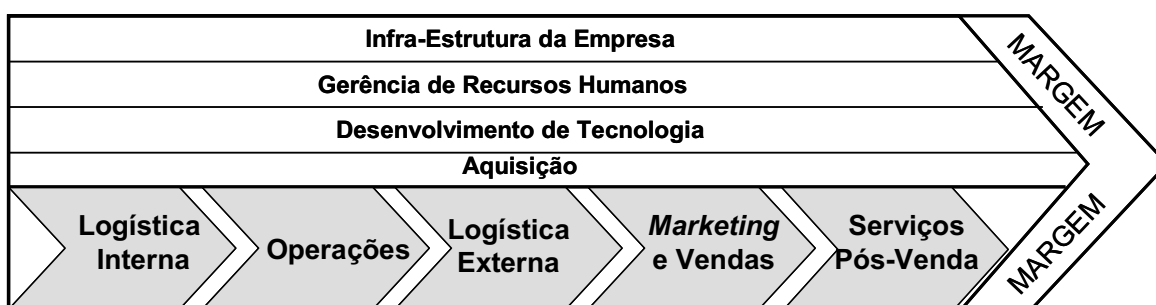 Infra-Estrutura da Empresa
Gerência de Recursos Humanos
Desenvolvimento de Tecnologia
Aquisição
MARGEM
MARGEM
Logística
Interna
Operações
Logística
Externa
Marketing
e Vendas
Serviços
Pós-Venda